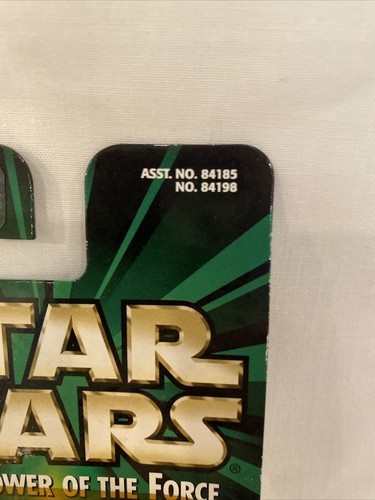 ASST. NO. 84185
NO. 84198
TAR
ARS®
OWER OF THE FORCE